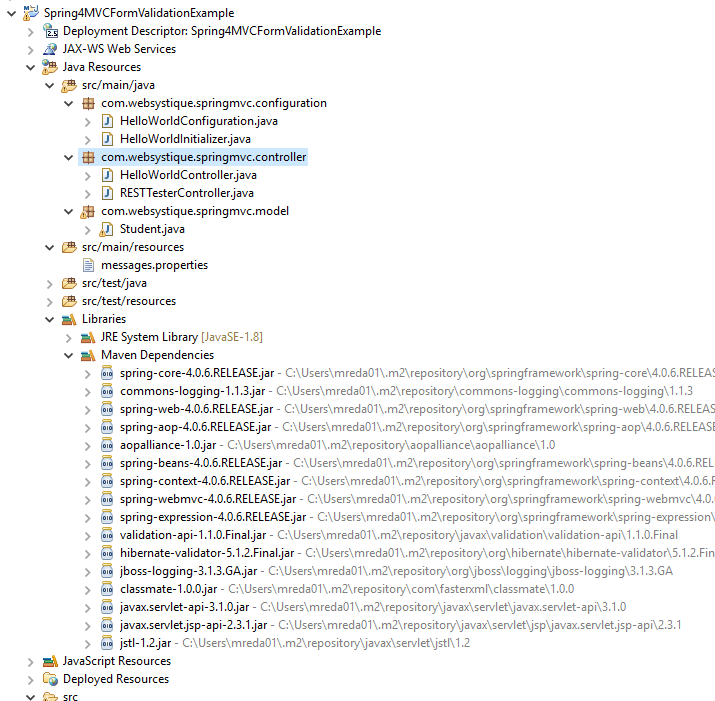 Spring4MVCFormValidationExample
Deployment Descriptor: Spring4MVCFormValidationExample
JAX-WS Web Services
Java Resources
src/main/java
com.websystique.springmvc.configuration
HelloWorldConfiguration.java
HelloWorldInitializer.java
com.websystique.springmvc.controller
HelloWorldController.java
RESTTesterController.java
com.websystique.springmvc.model
Student.java
src/main/resources
messages.properties
src/test/java
src/test/resources
Libraries
JRE System Library [JavaSE-1.8]
Maven Dependencies
spring-core-4.0.6.RELEASE.jar - C:\Users\mreda01\.m2\repository\org\springframework\spring-core\4.0.6.RELEAS
commons-logging-1.1.3.jar - C:\Users\mreda01\.m2\repository\commons-logging\commons-logging\1.1.3
spring-web-4.0.6.RELEASE.jar - C:\Users\mreda01\.m2\repository\org\springframework\spring-web\4.0.6.RELEAS
spring-aop-4.0.6.RELEASE.jar - C:\Users\mreda01\.m2\repository\org\springframework\spring-aop\4.0.6.RELEAS
aopalliance-1.0.jar - C:\Users\mreda01\.m2\repository\aopalliance\aopalliance\1.0
spring-beans-4.0.6.RELEASE.jar - C:\Users\mreda01\.m2\repository\org\springframework\spring-beans\4.0.6.REL
spring-context-4.0.6.RELEASE.jar - C:\Users\mreda01\.m2\repository\org\springframework\spring-context\4.0.6
spring-webmvc-4.0.6.RELEASE.jar - C:\Users\mreda01\.m2\repository\org\springframework\spring-webmvc\4.0.
spring-expression-4.0.6.RELEASE.jar - C:\Users\mreda01\.m2\repository\org\springframework\spring-expression\
validation-api-1.1.0.Final.jar - C:\Users\mreda01\.m2\repository\javax\validation\validation-api\1.1.0.Final
hibernate-validator-5.1.2.Final.jar - C:\Users\mreda01\.m2\repository\org\hibernate\hibernate-validator\5.1.2.Fin
jboss-logging-3.1.3.GA.jar - C:\Users\mreda01\.m2\repository\org\jboss\logging\jboss-logging\3.1.3.GA
classmate-1.0.0.jar - C:\Users\mreda01\.m2\repository\com\fasterxml\classmate\1.0.0
javax.servlet-api-3.1.0.jar - C:\Users\mreda01\.m2\repository\javax\servlet\javax.servlet-api\3.1.0
javax.servlet.jsp-api-2.3.1.jar - C:\Users\mreda01\.m2\repository\javax\servlet\jsp\javax.servlet.jsp-api\2.3.1
jstl-1.2.jar - C:\Users\mreda01\.m2\repository\javax\servlet\jstl\1.2
JavaScript Resources
Deployed Resources
src